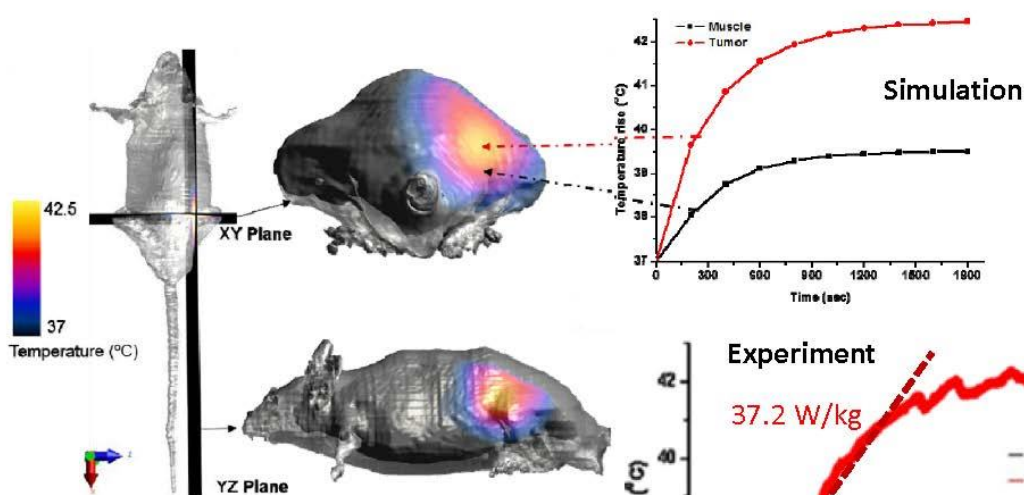 42.5
37
Temperature (ºC)
XY Plane
YZ Plane
Muscle
Tumor
Simulation
Temperature rise (°C)
42
41
40
39
38
37
0
300
600
900
1200
1500
1800
Time (sec)
Experiment
37.2 W/kg
42
40
(°C)